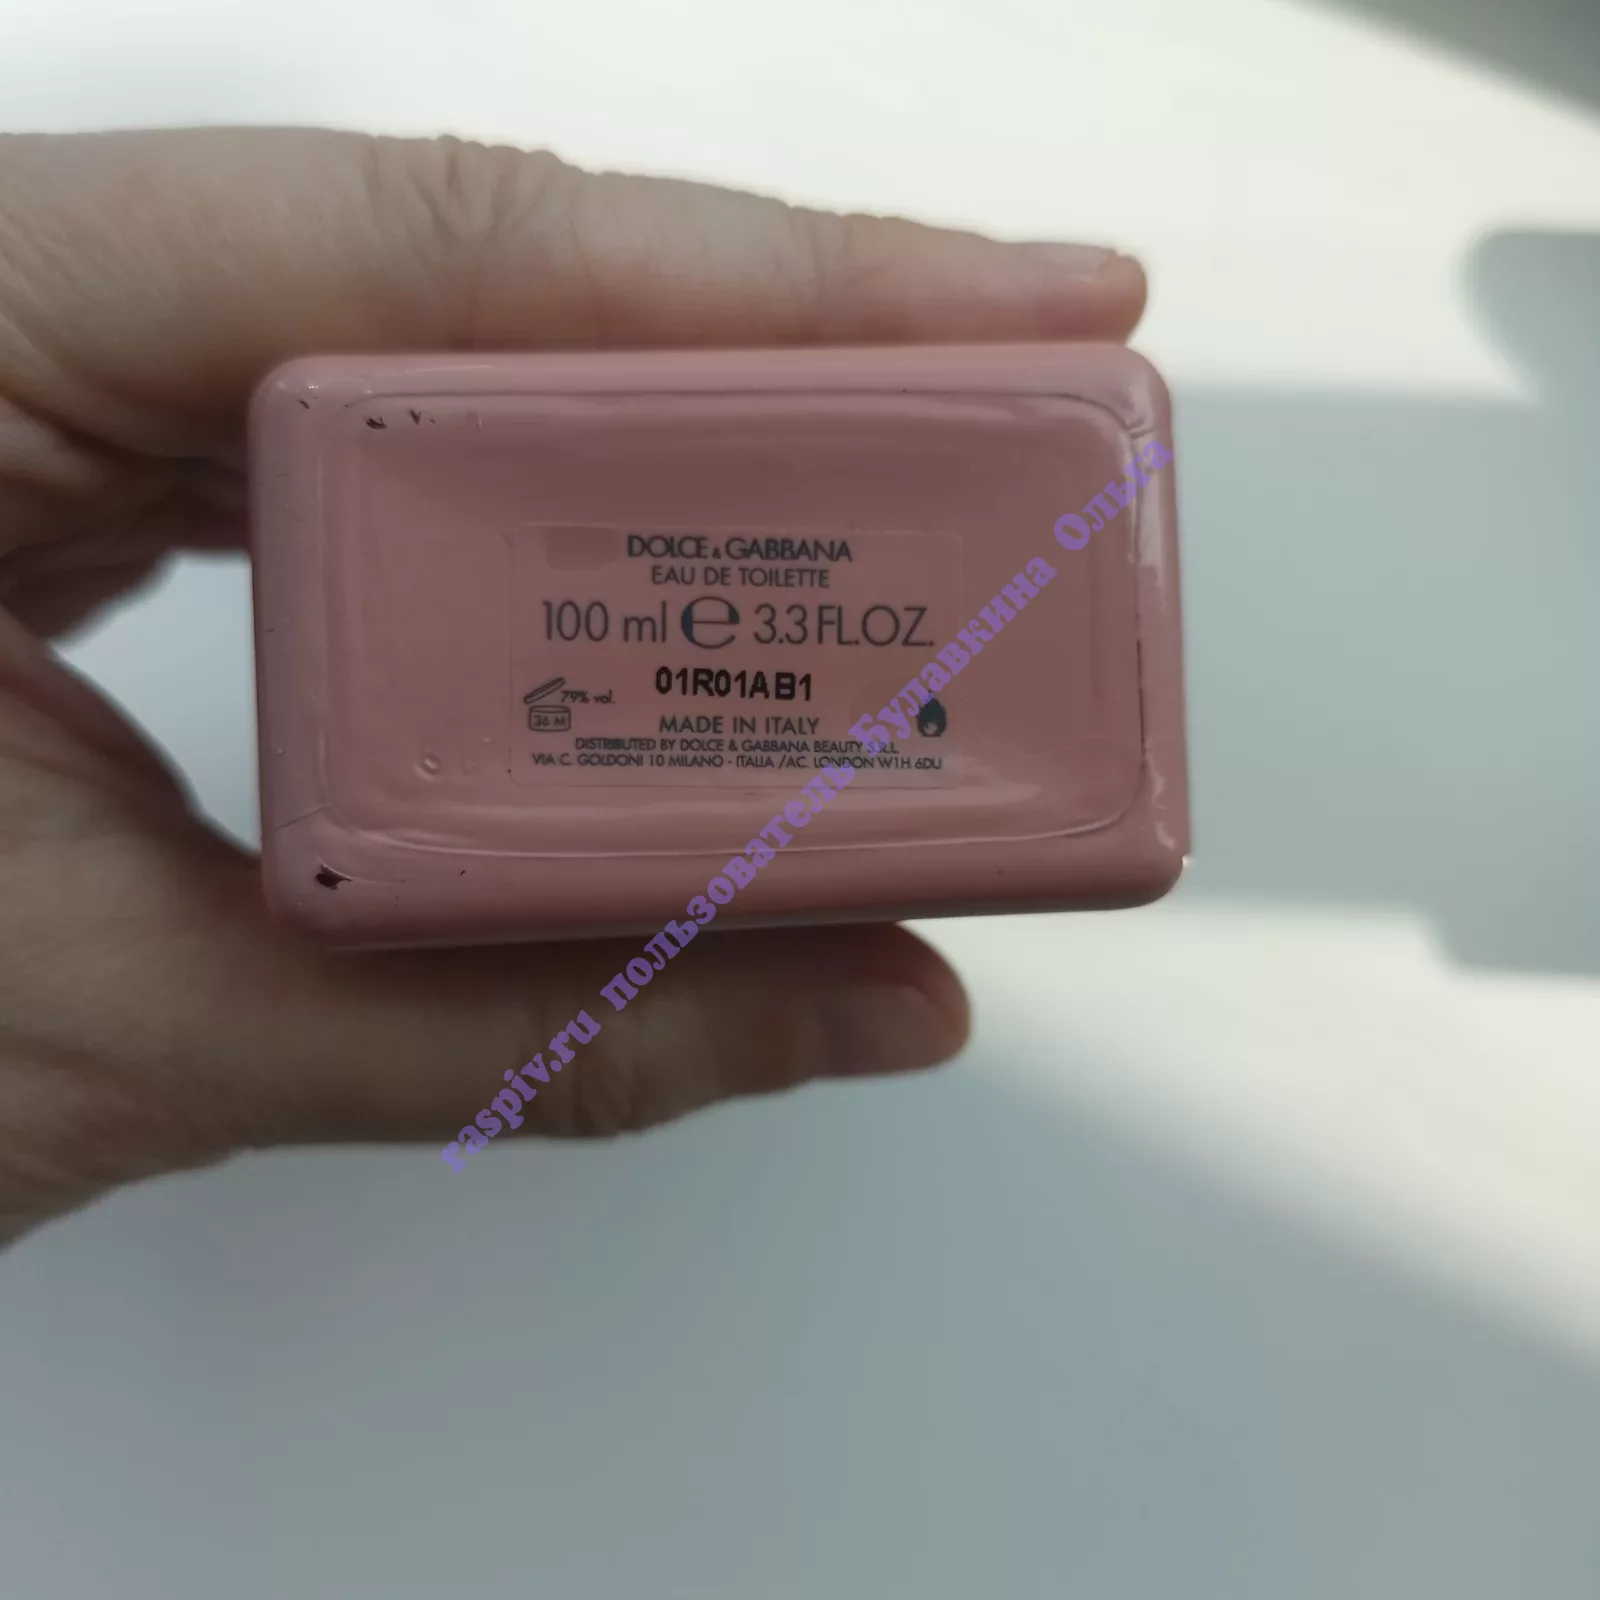 DOLCE & GABBANA
EAU DE TOILETTE
100 ml ℮ 3.3 FL.OZ.
01R01AB1
79% vol.
36 M
MADE IN ITALY
DISTRIBUTED BY DOLCE & GABBANA BEAUTY S.R.L.
VIA C. GOLDONI 10 MILANO - ITALIA /AC. LONDON W1H 6DU
raspiv.ru пользователь Булавкина Ольга